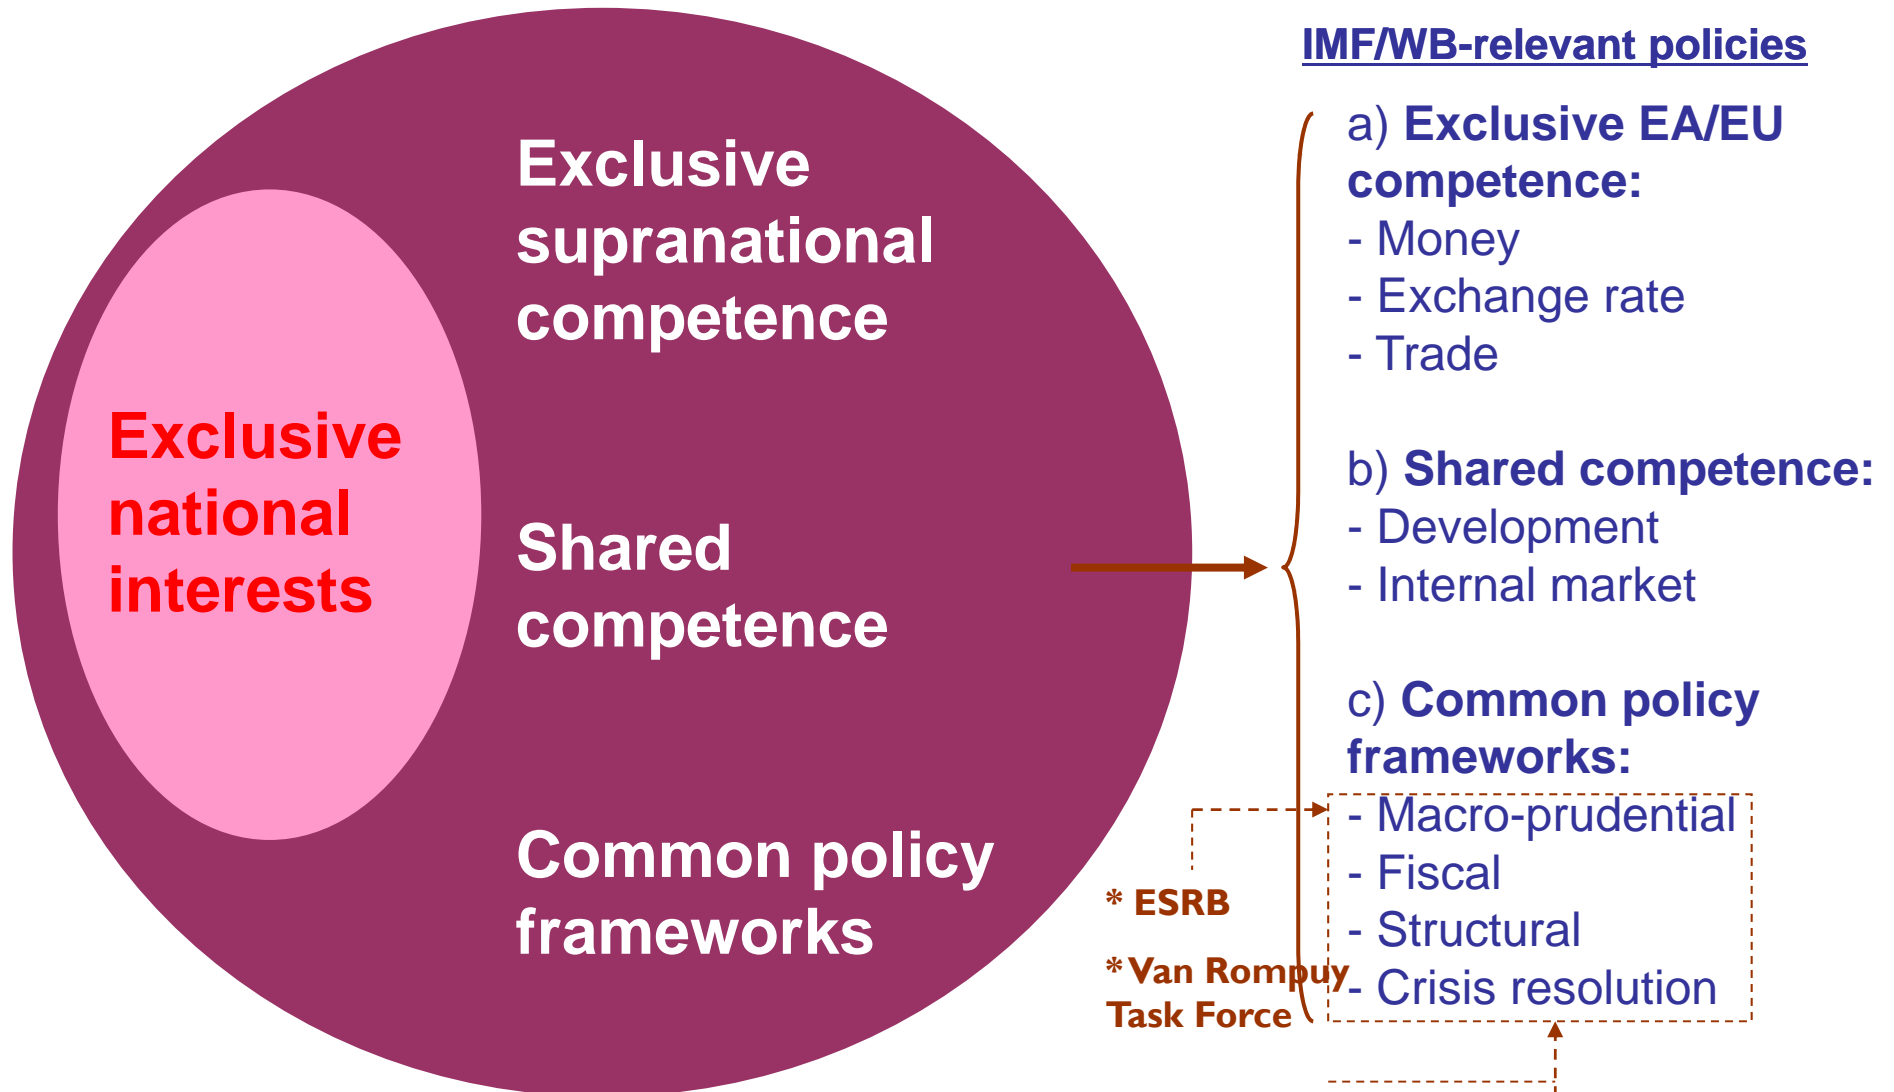 IMF/WB-relevant policies
Exclusive
supranational
competence
Exclusive
national
interests
Shared
competence
Common policy
frameworks
a) Exclusive EA/EU
competence:
- Money
- Exchange rate
- Trade
b) Shared competence:
- Development
- Internal market
c) Common policy
frameworks:
- Macro-prudential
- Fiscal
- Structural
- Crisis resolution
* ESRB
* Van Rompuy
Task Force